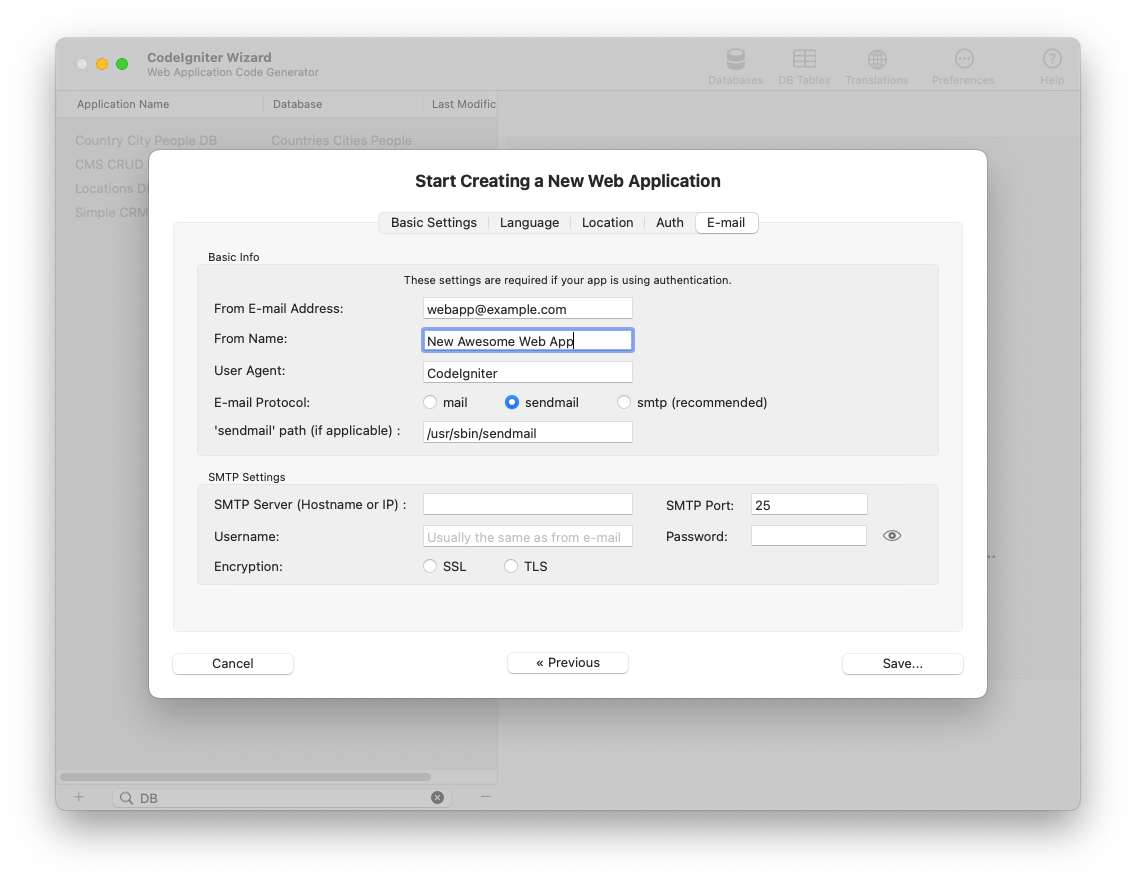 CodeIgniter Wizard
Web Application Code Generator
Databases
DB Tables
Translations
Preferences
Help
Application Name
Database
Last Modific
Country City People DB
Countries Cities People
CMS CRUD
Locations D
Simple CRM
Start Creating a New Web Application
Basic Settings
Language
Location
Auth
E-mail
Basic Info
These settings are required if your app is using authentication.
From E-mail Address:
webapp@example.com
From Name:
New Awesome Web App
User Agent:
CodeIgniter
E-mail Protocol:
mail
sendmail
smtp (recommended)
'sendmail' path (if applicable) :
/usr/sbin/sendmail
SMTP Settings
SMTP Server (Hostname or IP) :
SMTP Port:
25
Username:
Usually the same as from e-mail
Password:
Encryption:
SSL
TLS
Cancel
« Previous
Save...
DB